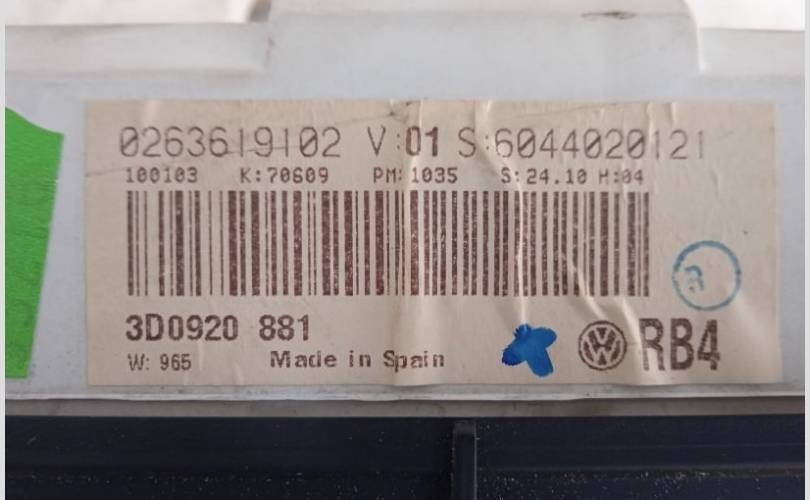 0263619102 V:01 S:6044020121
100103 K:70609 PM:1035 S:24.10 H:04
3D0920 881
W: 965 Made in Spain
RB4
R